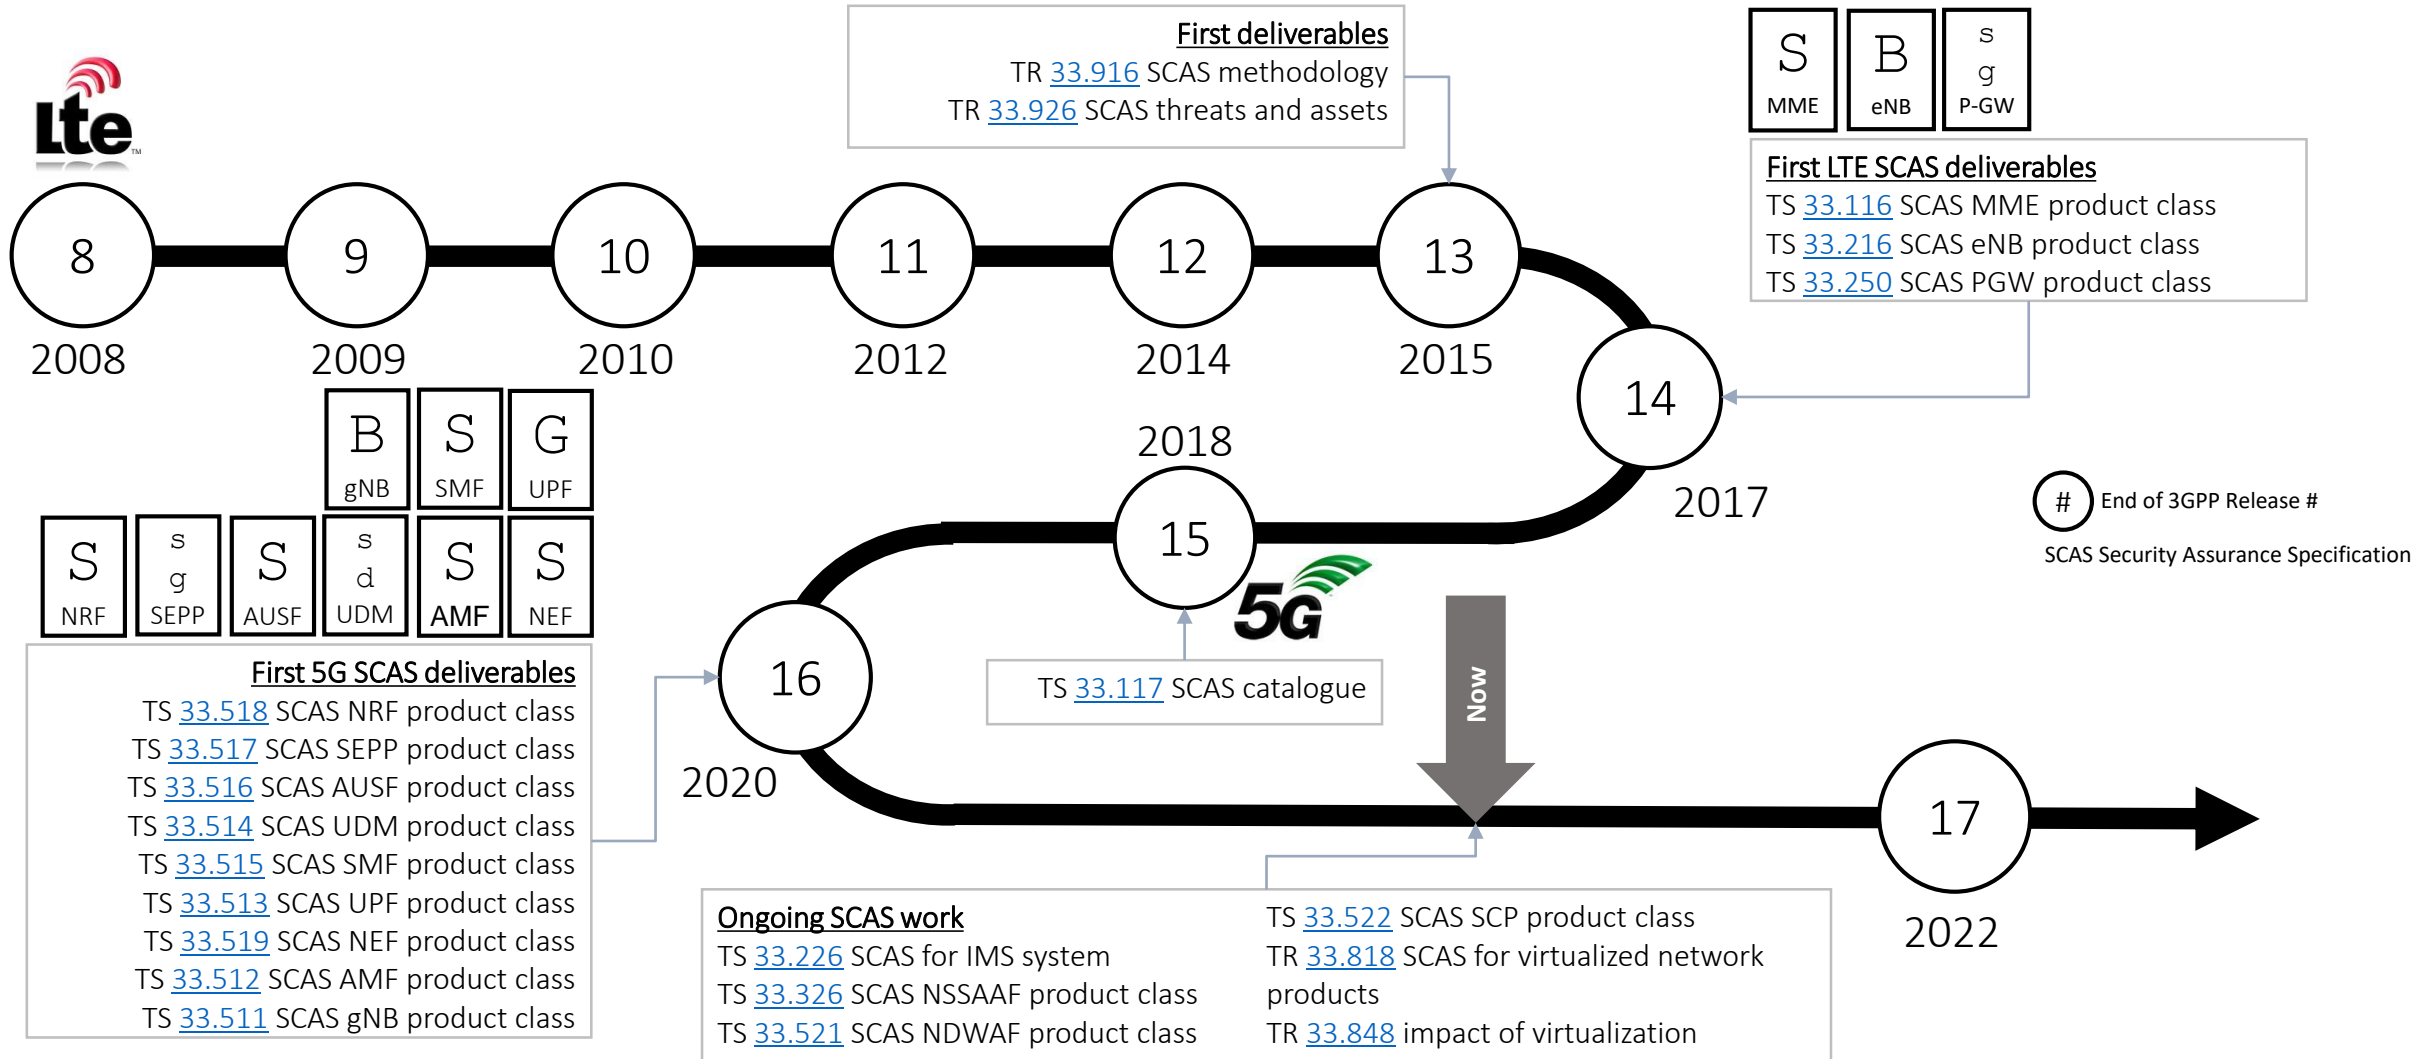 First deliverables
TR 33.916 SCAS methodology
TR 33.926 SCAS threats and assets
S
MME
B
eNB
s
g
P-GW
Lte
TM
First LTE SCAS deliverables
TS 33.116 SCAS MME product class
TS 33.216 SCAS eNB product class
TS 33.250 SCAS PGW product class
8
9
10
11
12
13
2008
2009
2010
2012
2014
2015
14
2017
B
gNB
S
SMF
G
UPF
S
NRF
s
g
SEPP
S
AUSF
s
d
UDM
S
AMF
S
NEF
2018
15
5G
# End of 3GPP Release #
SCAS Security Assurance Specification
First 5G SCAS deliverables
TS 33.518 SCAS NRF product class
TS 33.517 SCAS SEPP product class
TS 33.516 SCAS AUSF product class
TS 33.514 SCAS UDM product class
TS 33.515 SCAS SMF product class
TS 33.513 SCAS UPF product class
TS 33.519 SCAS NEF product class
TS 33.512 SCAS AMF product class
TS 33.511 SCAS gNB product class
16
2020
TS 33.117 SCAS catalogue
Now
17
2022
Ongoing SCAS work
TS 33.226 SCAS for IMS system
TS 33.326 SCAS NSSAAF product class
TS 33.521 SCAS NDWAF product class
TS 33.522 SCAS SCP product class
TR 33.818 SCAS for virtualized network
products
TR 33.848 impact of virtualization